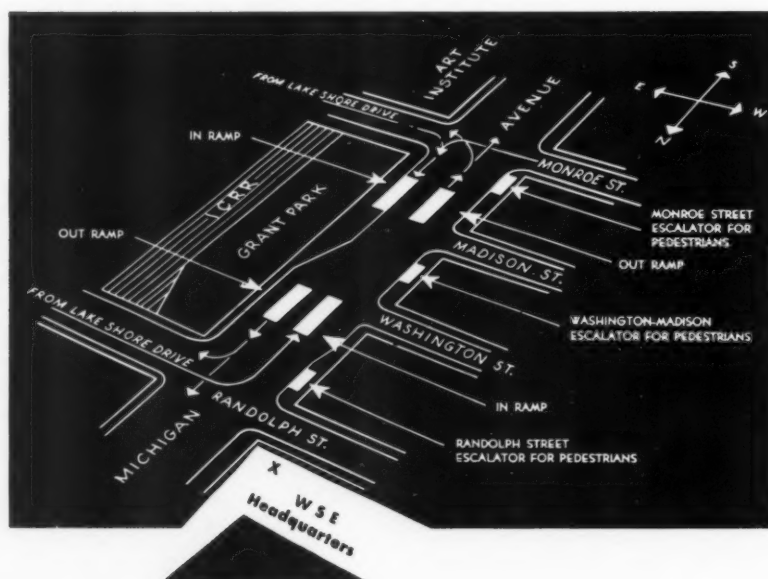 ART
INSTITUTE
S
E
W
N
FROM LAKE SHORE DRIVE
AVENUE
IN RAMP
MONROE ST.
I.C.R.R.
GRANT PARK
MONROE STREET
ESCALATOR FOR
PEDESTRIANS
OUT RAMP
MADISON ST.
OUT RAMP
WASHINGTON-MADISON
ESCALATOR FOR PEDESTRIANS
FROM LAKE SHORE DRIVE
WASHINGTON ST.
IN RAMP
MICHIGAN
RANDOLPH ST.
RANDOLPH STREET
ESCALATOR FOR PEDESTRIANS
X
WSE
Headquarters